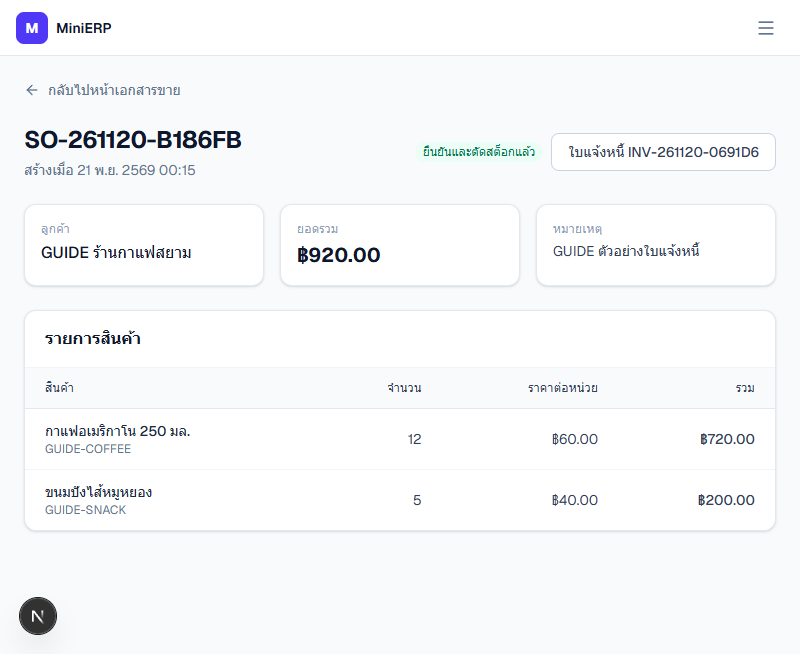 M MiniERP
กลับไปหน้าเอกสารขาย
SO-261120-B186FB
สร้างเมื่อ 21 พ.ย. 2569 00:15
ยืนยันและตัดสต็อกแล้ว
ใบแจ้งหนี้ INV-261120-0691D6
ลูกค้า
GUIDE ร้านกาแฟสยาม
ยอดรวม
฿920.00
หมายเหตุ
GUIDE ตัวอย่างใบแจ้งหนี้
รายการสินค้า
สินค้า จำนวน ราคาต่อหน่วย รวม
กาแฟอเมริกาโน 250 มล. 12 ฿60.00 ฿720.00
GUIDE-COFFEE
ขนมปังไส้หมูหยอง 5 ฿40.00 ฿200.00
GUIDE-SNACK
N